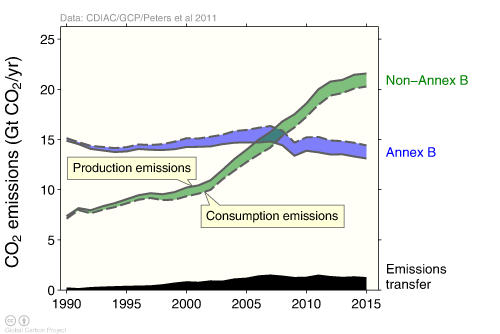 Data: CDIAC/GCP/Peters et al 2011
CO₂ emissions (Gt CO₂/yr)
25
20
15
10
5
0
Non−Annex B
Annex B
Production emissions
Consumption emissions
Emissions
transfer
1990
1995
2000
2005
2010
2015
Global Carbon Project